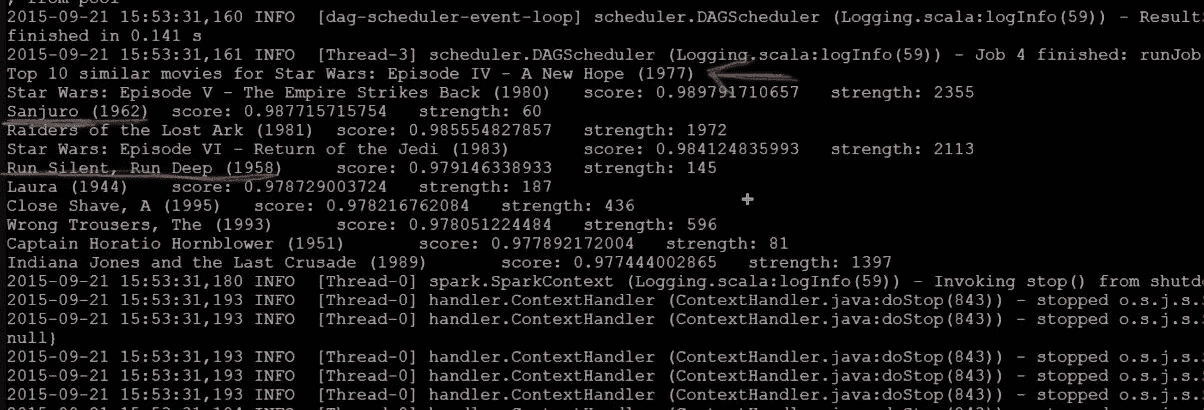 , from pool
2015-09-21 15:53:31,160 INFO [dag-scheduler-event-loop] scheduler.DAGScheduler (Logging.scala:logInfo(59)) - Result
finished in 0.141 s
2015-09-21 15:53:31,161 INFO [Thread-3] scheduler.DAGScheduler (Logging.scala:logInfo(59)) - Job 4 finished: runJob
Top 10 similar movies for Star Wars: Episode IV - A New Hope (1977)
Star Wars: Episode V - The Empire Strikes Back (1980) score: 0.989791710657 strength: 2355
Sanjuro (1962) score: 0.987715715754 strength: 60
Raiders of the Lost Ark (1981) score: 0.985554827857 strength: 1972
Star Wars: Episode VI - Return of the Jedi (1983) score: 0.984124835993 strength: 2113
Run Silent, Run Deep (1958) score: 0.979146338933 strength: 145
Laura (1944) score: 0.978729003724 strength: 187
Close Shave, A (1995) score: 0.978216762084 strength: 436
Wrong Trousers, The (1993) score: 0.978051224484 strength: 596
Captain Horatio Hornblower (1951) score: 0.977892172004 strength: 81
Indiana Jones and the Last Crusade (1989) score: 0.977444002865 strength: 1397
2015-09-21 15:53:31,180 INFO [Thread-0] spark.SparkContext (Logging.scala:logInfo(59)) - Invoking stop() from shutd
2015-09-21 15:53:31,193 INFO [Thread-0] handler.ContextHandler (ContextHandler.java:doStop(843)) - stopped o.s.j.s.
2015-09-21 15:53:31,193 INFO [Thread-0] handler.ContextHandler (ContextHandler.java:doStop(843)) - stopped o.s.j.s.
null}
2015-09-21 15:53:31,193 INFO [Thread-0] handler.ContextHandler (ContextHandler.java:doStop(843)) - stopped o.s.j.s.
2015-09-21 15:53:31,193 INFO [Thread-0] handler.ContextHandler (ContextHandler.java:doStop(843)) - stopped o.s.j.s.
2015-09-21 15:53:31,193 INFO [Thread-0] handler.ContextHandler (ContextHandler.java:doStop(843)) - stopped o.s.j.s.